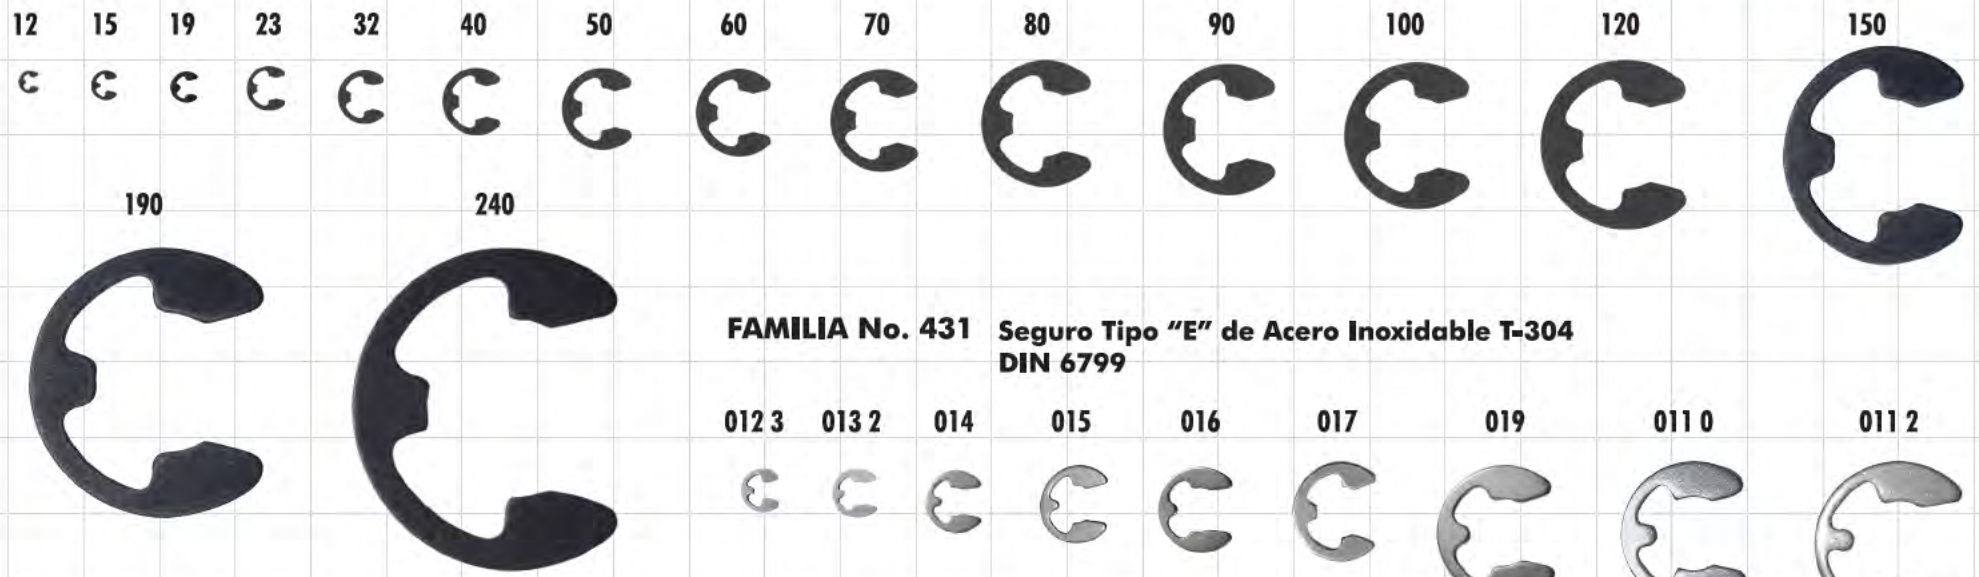 12 15 19 23 32 40 50 60 70 80 90 100 120 150
190 240
FAMILIA No. 431 Seguro Tipo “E” de Acero Inoxidable T-304
DIN 6799
012 3 013 2 014 015 016 017 019 011 0 011 2